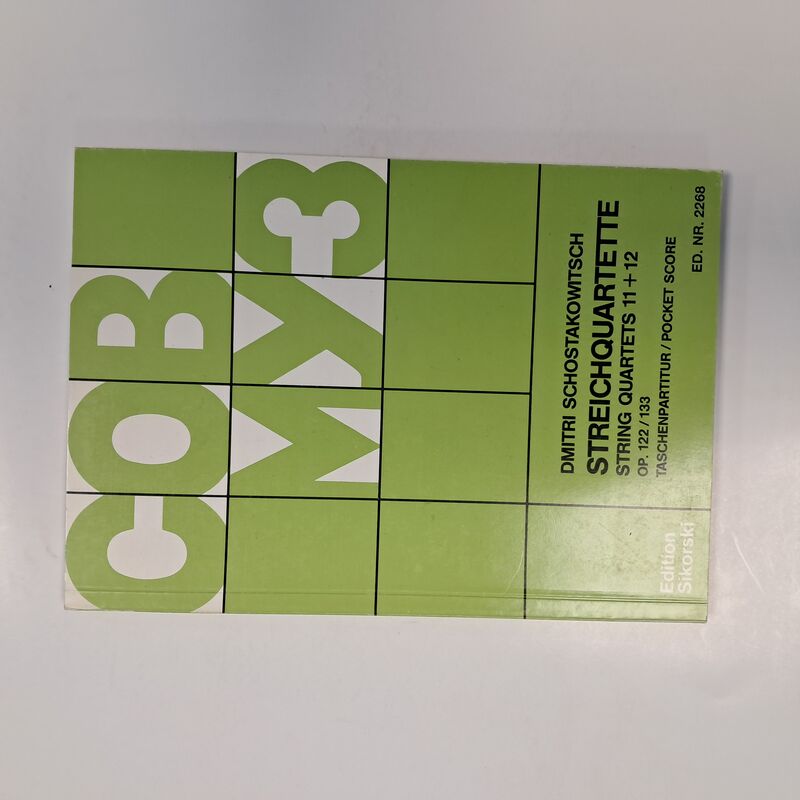 СОВ
МУЗ
DMITRI SCHOSTAKOWITSCH
STREICHQUARTETTE
STRING QUARTETS 11 + 12
OP. 122 / 133
TASCHENPARTITUR / POCKET SCORE
ED. NR. 2268
Edition
Sikorski